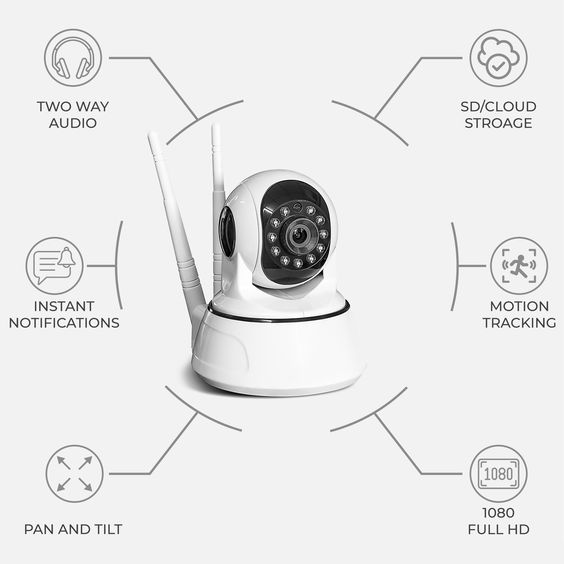 TWO WAY
AUDIO
SD/CLOUD
STROAGE
INSTANT
NOTIFICATIONS
MOTION
TRACKING
PAN AND TILT
1080
1080
FULL HD